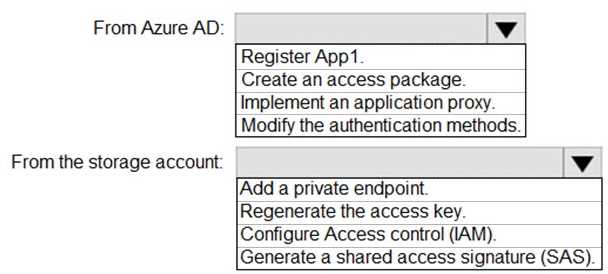 From Azure AD:
Register App1.
Create an access package.
Implement an application proxy.
Modify the authentication methods.
From the storage account:
Add a private endpoint.
Regenerate the access key.
Configure Access control (IAM).
Generate a shared access signature (SAS).